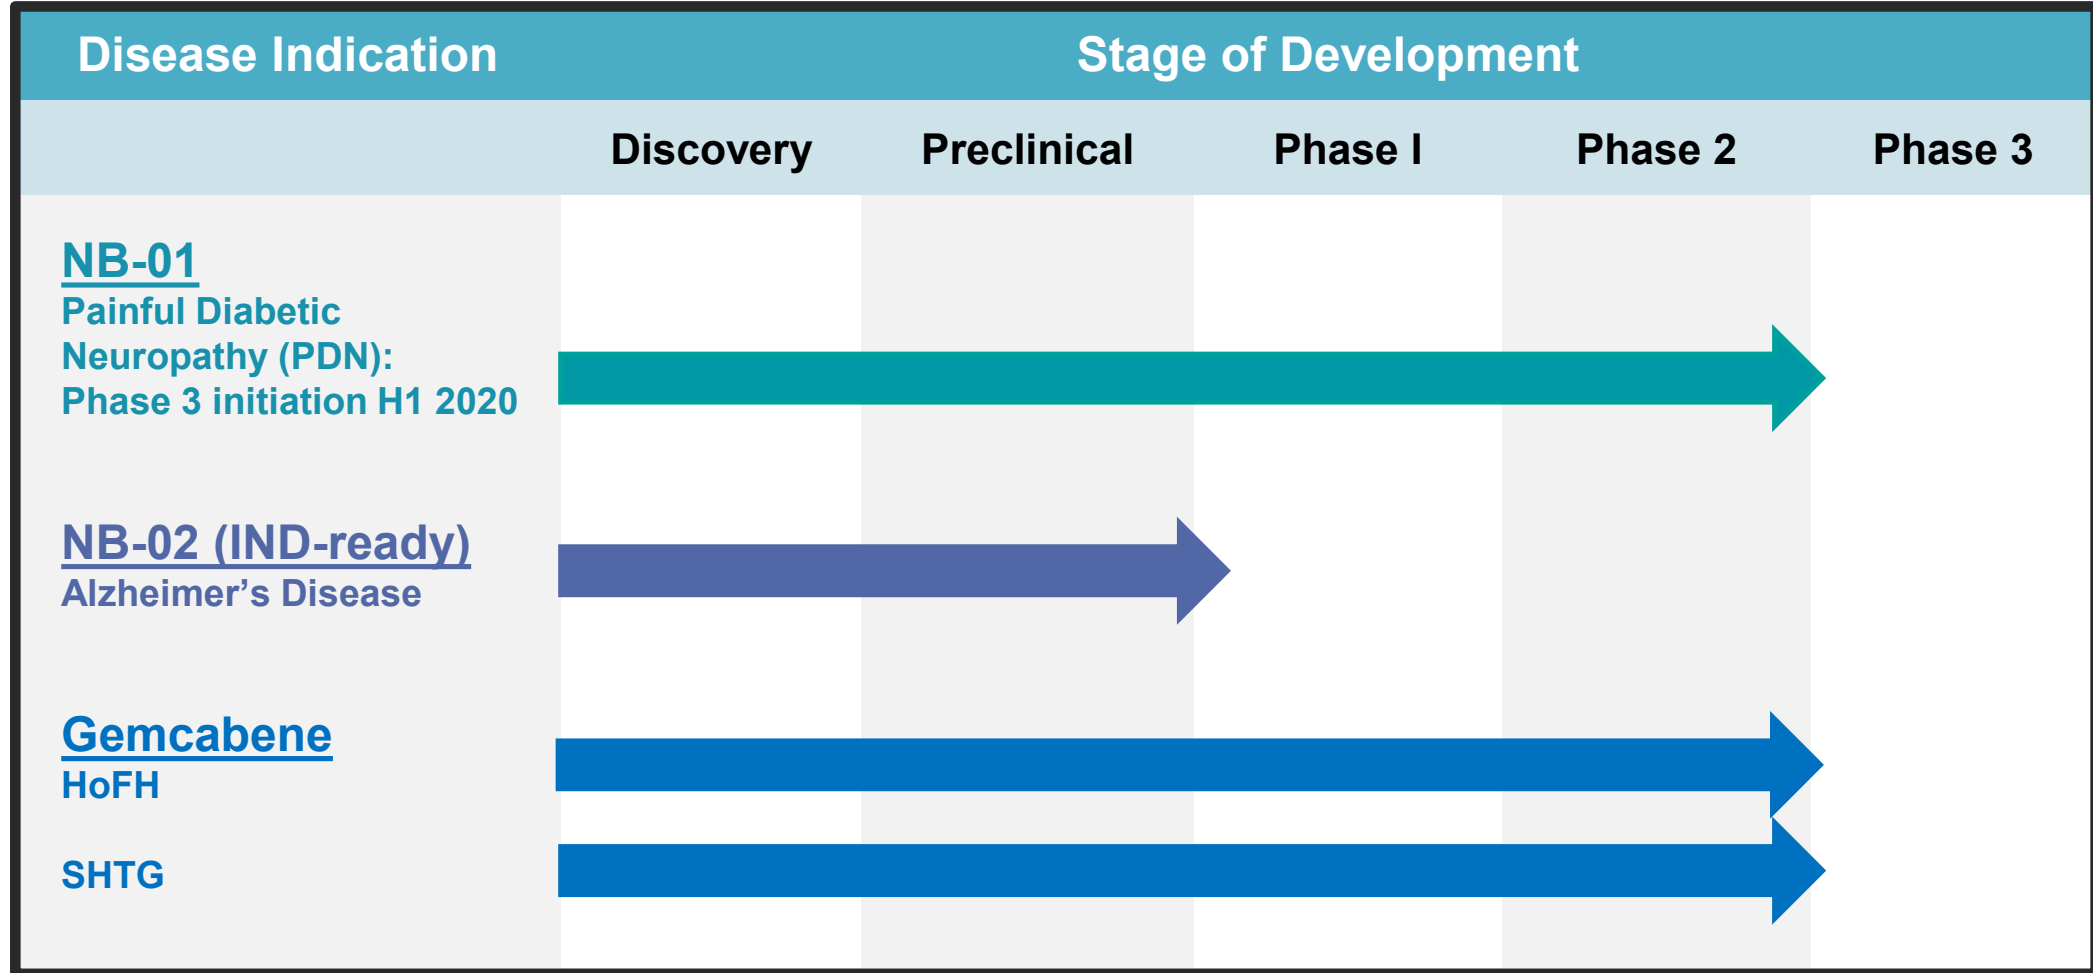 Disease Indication
Stage of Development
Discovery
Preclinical
Phase I
Phase 2
Phase 3
NB-01
Painful Diabetic
Neuropathy (PDN):
Phase 3 initiation H1 2020
NB-02 (IND-ready)
Alzheimer’s Disease
Gemcabene
HoFH
SHTG